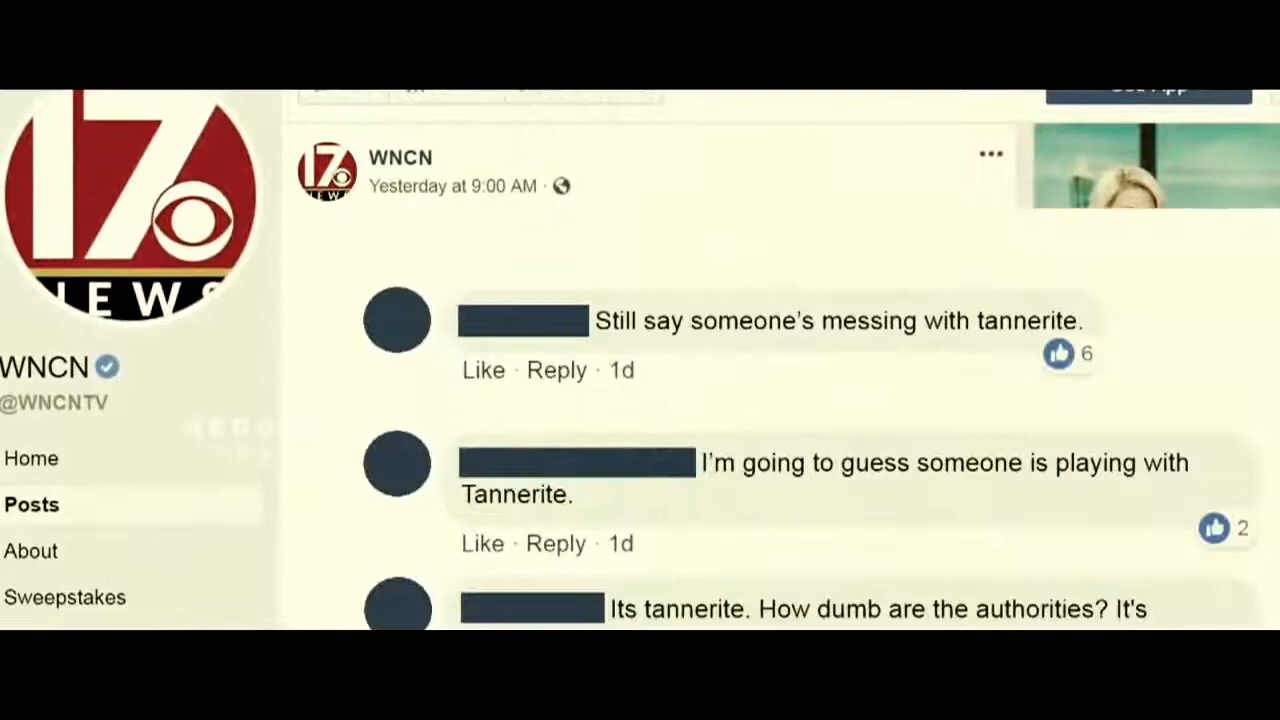 17
NEWS
WNCN
@WNCNTV
Home
Posts
About
Sweepstakes
17
NEWS
WNCN
Yesterday at 9:00 AM ·
Still say someone’s messing with tannerite.
6
Like · Reply · 1d
I’m going to guess someone is playing with
Tannerite.
2
Like · Reply · 1d
Its tannerite. How dumb are the authorities? It's